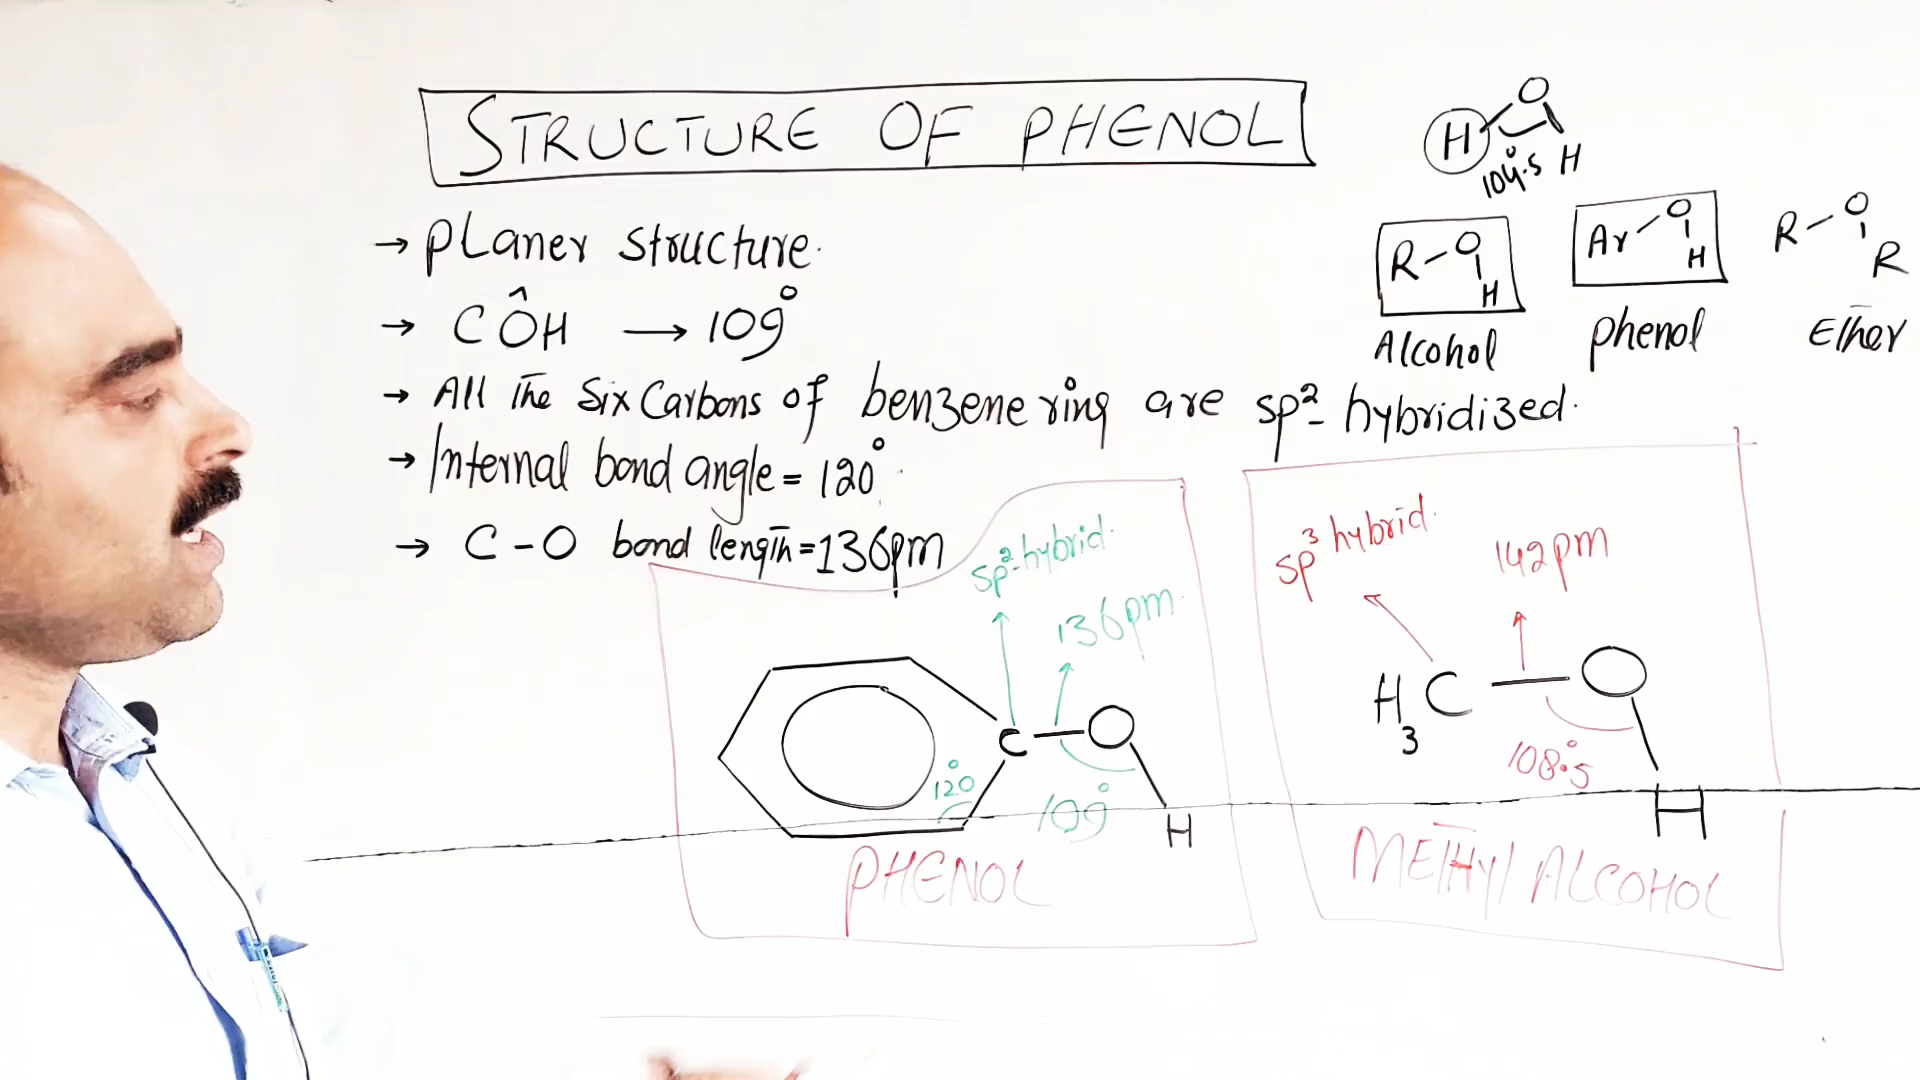 STRUCTURE OF PHENOL
→ PLaner structure.
→ CÔH → 109°
→ All The Six Carbons of benzene ring are sp²- hybridized.
→ Internal bond angle = 120°
→ C-O bond length = 136pm
H O H
104.5°
R-O H
Alcohol
Ar-O H
phenol
R-O R
Ether
sp²-hybrid.
136pm.
C-O H
120°
109°
PHENOL
sp³ hybrid.
142pm
H3C-O H
108.5°
METHYL ALCOHOL